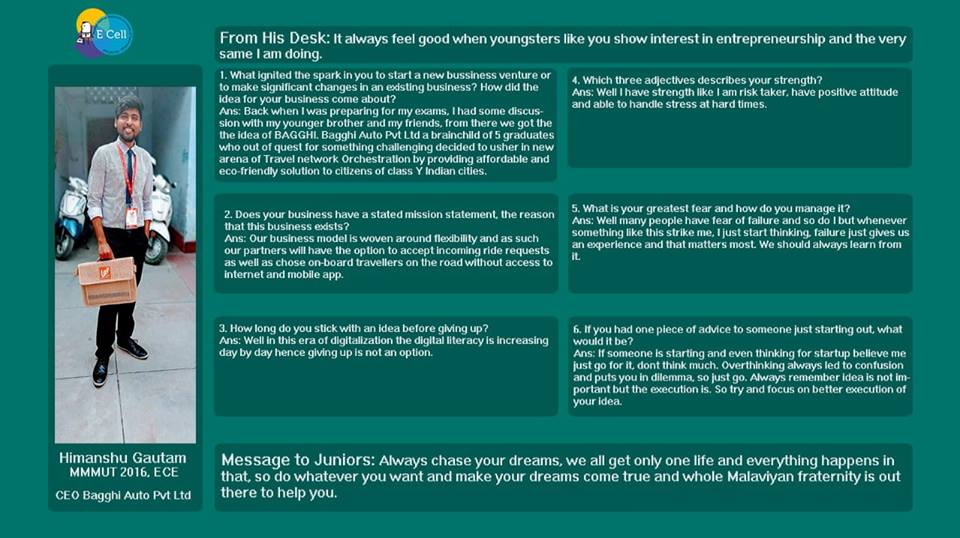 E Cell
From His Desk: It always feel good when youngsters like you show interest in entrepreneurship and the very
same I am doing.
1. What ignited the spark in you to start a new bussiness venture or
to make significant changes in an existing business? How did the
idea for your business come about?
Ans: Back when I was preparing for my exams, I had some discus-
sion with my younger brother and my friends, from there we got the
the idea of BAGGHI. Bagghi Auto Pvt Ltd a brainchild of 5 graduates
who out of quest for something challenging decided to usher in new
arena of Travel network Orchestration by providing affordable and
eco-friendly solution to citizens of class Y Indian cities.
2. Does your business have a stated mission statement, the reason
that this business exists?
Ans: Our business model is woven around flexibility and as such
our partners will have the option to accept incoming ride requests
as well as chose on-board travellers on the road without access to
internet and mobile app.
3. How long do you stick with an idea before giving up?
Ans: Well in this era of digitalization the digital literacy is increasing
day by day hence giving up is not an option.
4. Which three adjectives describes your strength?
Ans: Well I have strength like I am risk taker, have positive attitude
and able to handle stress at hard times.
5. What is your greatest fear and how do you manage it?
Ans: Well many people have fear of failure and so do I but whenever
something like this strike me, I just start thinking, failure just gives us
an experience and that matters most. We should always learn from
it.
6. If you had one piece of advice to someone just starting out, what
would it be?
Ans: If someone is starting and even thinking for startup believe me
just go for it, dont think much. Overthinking always led to confusion
and puts you in dilemma, so just go. Always remember idea is not im-
portant but the execution is. So try and focus on better execution of
your idea.
Himanshu Gautam
MMMUT 2016, ECE
CEO Bagghi Auto Pvt Ltd
Message to Juniors: Always chase your dreams, we all get only one life and everything happens in
that, so do whatever you want and make your dreams come true and whole Malaviyan fraternity is out
there to help you.